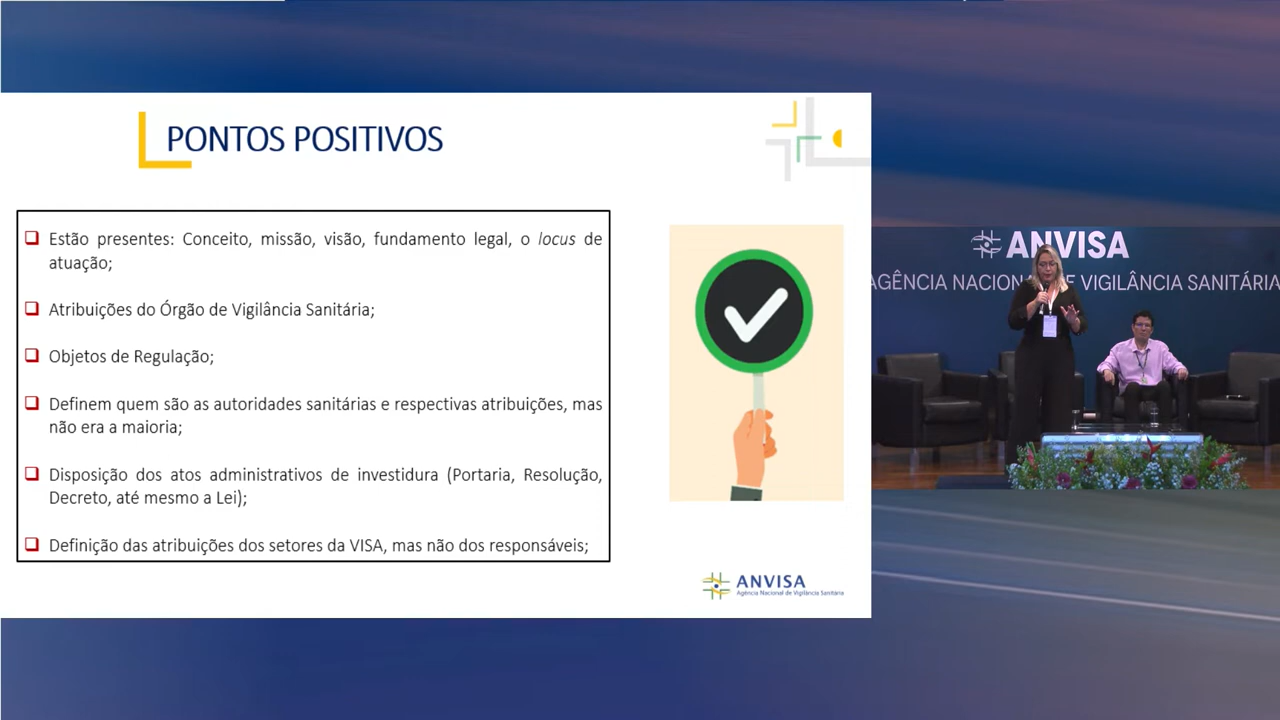 PONTOS POSITIVOS
Estão presentes: Conceito, missão, visão, fundamento legal, o locus de
atuação;
Atribuições do Órgão de Vigilância Sanitária;
Objetos de Regulação;
Definem quem são as autoridades sanitárias e respectivas atribuições, mas
não era a maioria;
Disposição dos atos administrativos de investidura (Portaria, Resolução,
Decreto, até mesmo a Lei);
Definição das atribuições dos setores da VISA, mas não dos responsáveis;
ANVISA
Agência Nacional de Vigilância Sanitária
ANVISA
AGÊNCIA NACIONAL DE VIGILÂNCIA SANITÁRIA